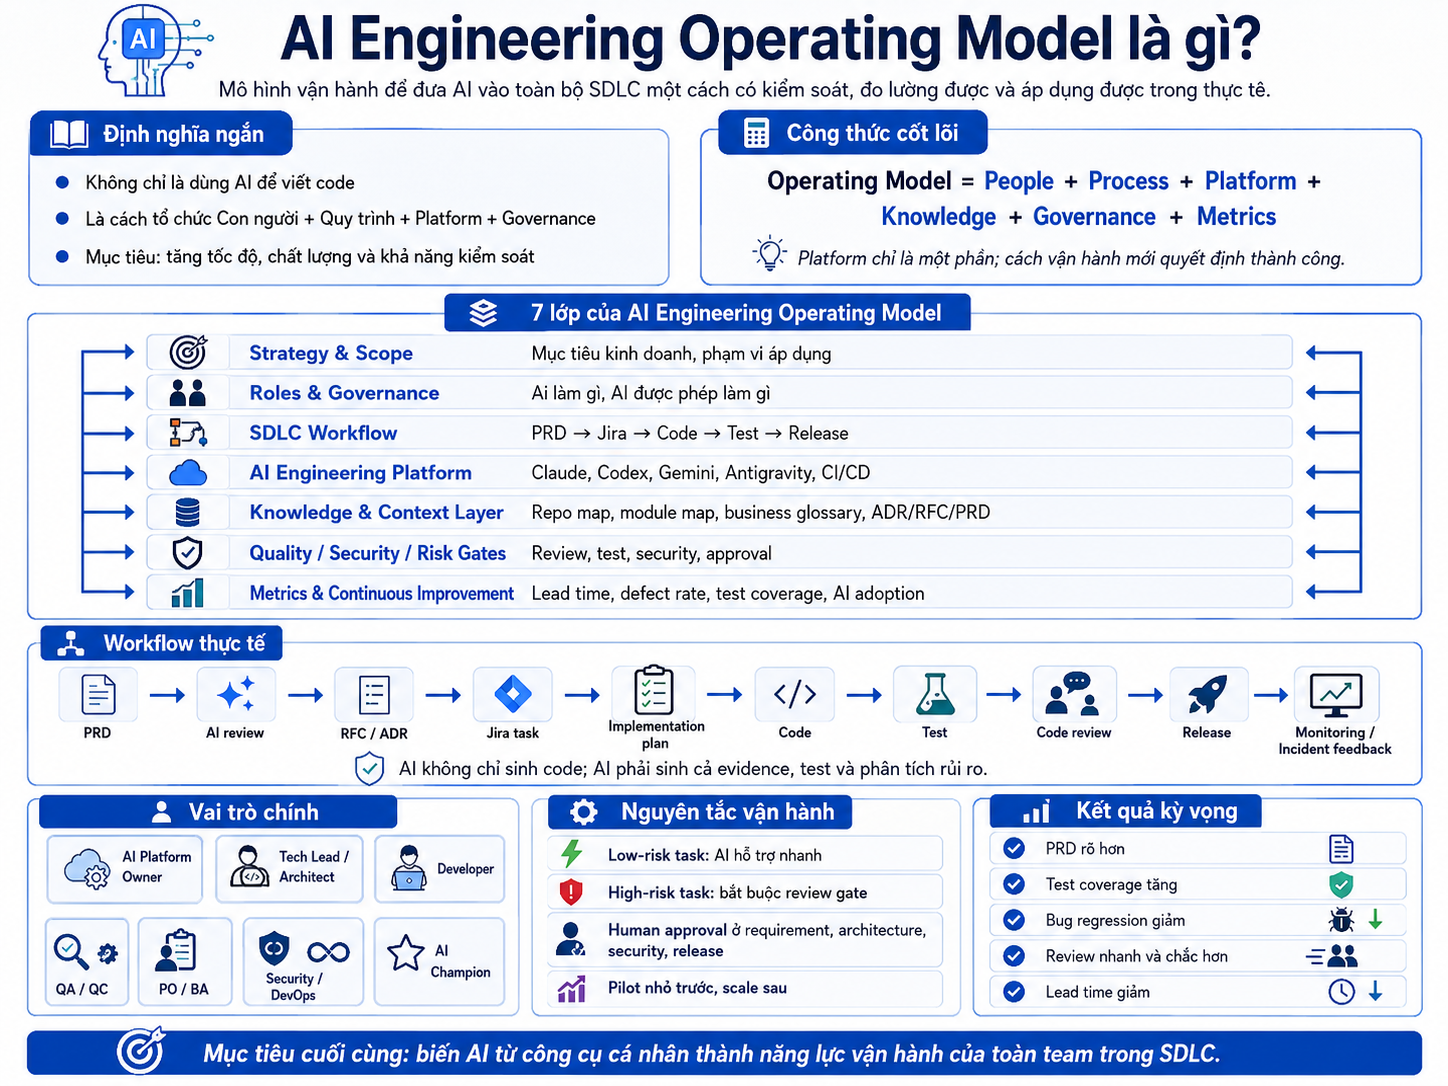 AI
AI Engineering Operating Model là gì?
Mô hình vận hành để đưa AI vào toàn bộ SDLC một cách có kiểm soát, đo lường được và áp dụng được trong thực tế.
Định nghĩa ngắn
Không chỉ là dùng AI để viết code
Là cách tổ chức Con người + Quy trình + Platform + Governance
Mục tiêu: tăng tốc độ, chất lượng và khả năng kiểm soát
Công thức cốt lõi
Operating Model = People + Process + Platform +
Knowledge + Governance + Metrics
Platform chỉ là một phần; cách vận hành mới quyết định thành công.
7 lớp của AI Engineering Operating Model
Strategy & Scope Mục tiêu kinh doanh, phạm vi áp dụng
Roles & Governance Ai làm gì, AI được phép làm gì
SDLC Workflow PRD → Jira → Code → Test → Release
AI Engineering Platform Claude, Codex, Gemini, Antigravity, CI/CD
Knowledge & Context Layer Repo map, module map, business glossary, ADR/RFC/PRD
Quality / Security / Risk Gates Review, test, security, approval
Metrics & Continuous Improvement Lead time, defect rate, test coverage, AI adoption
Workflow thực tế
PRD
AI review
RFC / ADR
Jira task
Implementation
plan
Code
Test
Code review
Release
Monitoring /
Incident feedback
AI không chỉ sinh code; AI phải sinh cả evidence, test và phân tích rủi ro.
Vai trò chính
AI Platform
Owner
Tech Lead /
Architect
Developer
QA / QC
PO / BA
Security /
DevOps
AI
Champion
Nguyên tắc vận hành
Low-risk task: AI hỗ trợ nhanh
High-risk task: bắt buộc review gate
Human approval ở requirement, architecture,
security, release
Pilot nhỏ trước, scale sau
Kết quả kỳ vọng
PRD rõ hơn
Test coverage tăng
Bug regression giảm
Review nhanh và chắc hơn
Lead time giảm
Mục tiêu cuối cùng: biến AI từ công cụ cá nhân thành năng lực vận hành của toàn team trong SDLC.